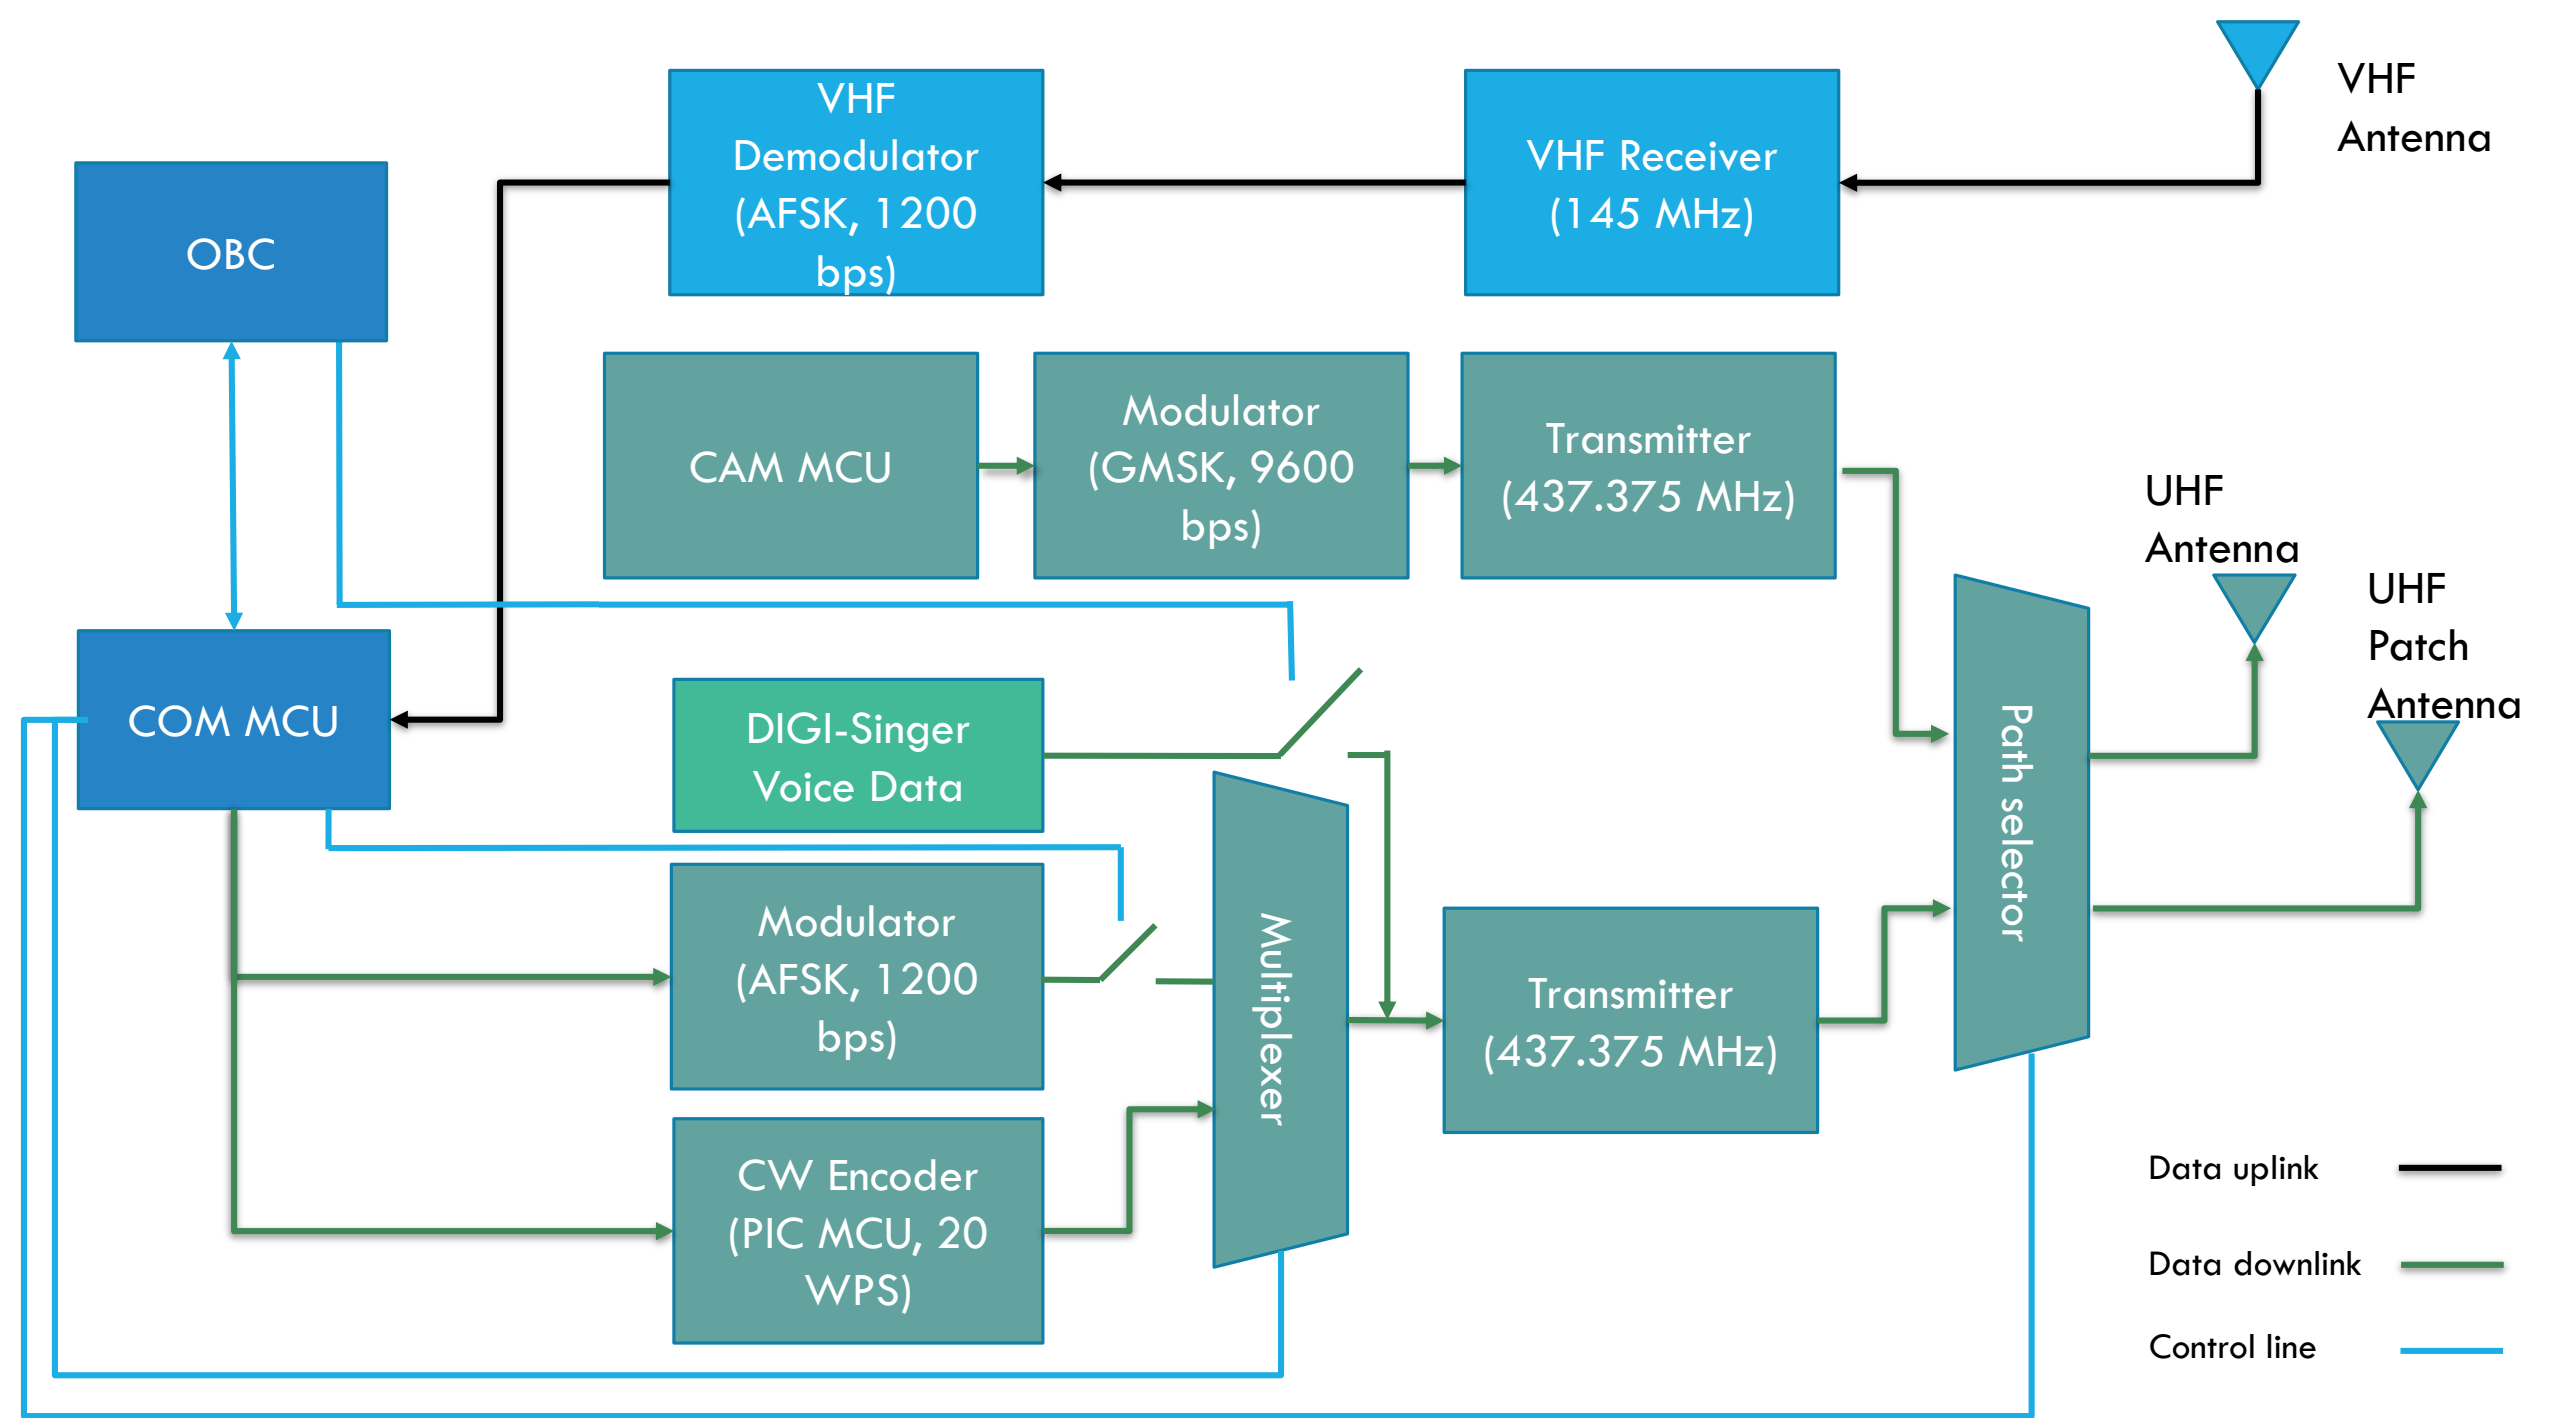 VHF
Antenna
VHF
Demodulator
(AFSK, 1200
bps)
VHF Receiver
(145 MHz)
OBC
CAM MCU
Modulator
(GMSK, 9600
bps)
Transmitter
(437.375 MHz)
UHF
Antenna
UHF
Patch
Antenna
COM MCU
DIGI-Singer
Voice Data
Path selector
Modulator
(AFSK, 1200
bps)
Multiplexer
Transmitter
(437.375 MHz)
CW Encoder
(PIC MCU, 20
WPS)
Data uplink
Data downlink
Control line